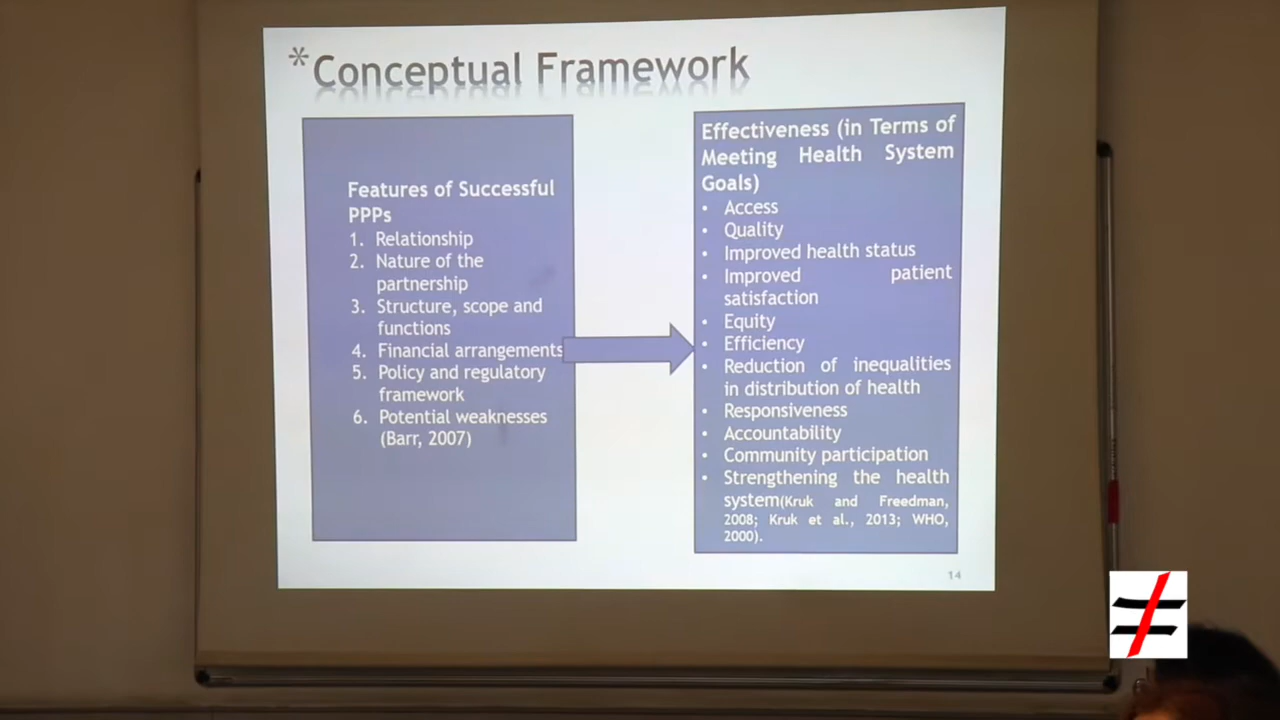 *Conceptual Framework
Features of Successful
PPPs
1. Relationship
2. Nature of the
partnership
3. Structure, scope and
functions
4. Financial arrangements
5. Policy and regulatory
framework
6. Potential weaknesses
(Barr, 2007)
Effectiveness (in Terms of
Meeting Health System
Goals)
• Access
• Quality
• Improved health status
• Improved patient
satisfaction
• Equity
• Efficiency
• Reduction of inequalities
in distribution of health
• Responsiveness
• Accountability
• Community participation
• Strengthening the health
system(Kruk and Freedman,
2008; Kruk et al., 2013; WHO,
2000).
14